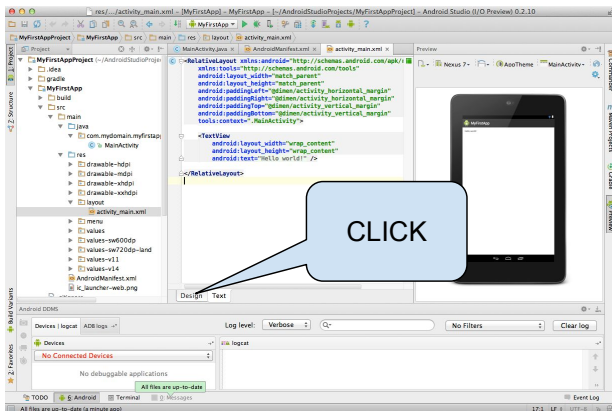 res/.../activity_main.xml - [MyFirstApp] - MyFirstApp - [~/AndroidStudioProjects/MyFirstAppProject] - Android Studio (I/O Preview) 0.2.10
MyFirstApp
MyFirstAppProject MyFirstApp src main res layout activity_main.xml
Project
MainActivity.java AndroidManifest.xml activity_main.xml
Preview
MyFirstAppProject (~/AndroidStudioProje
.idea
gradle
MyFirstApp
build
src
main
java
com.mydomain.myfirstap
MainActivity
res
drawable-hdpi
drawable-mdpi
drawable-xhdpi
drawable-xxhdpi
layout
activity_main.xml
menu
values
values-sw600dp
values-sw720dp-land
values-v11
values-v14
AndroidManifest.xml
ic_launcher-web.png
<RelativeLayout xmlns:android="http://schemas.android.com/apk/r
xmlns:tools="http://schemas.android.com/tools"
android:layout_width="match_parent"
android:layout_height="match_parent"
android:paddingLeft="@dimen/activity_horizontal_margin"
android:paddingRight="@dimen/activity_horizontal_margin"
android:paddingTop="@dimen/activity_vertical_margin"
android:paddingBottom="@dimen/activity_vertical_margin"
tools:context=".MainActivity">
<TextView
android:layout_width="wrap_content"
android:layout_height="wrap_content"
android:text="Hello world!" />
</RelativeLayout>
Nexus 7 AppTheme MainActivity
MyFirstApp
CLICK
Design Text
1: Project
2: Structure
Build Variants
2: Favorites
Commander
Maven Projects
Gradle
Preview
Android DDMS
Devices | logcat ADB logs
Log level: Verbose
No Filters
Clear log
Devices
logcat
No Connected Devices
No debuggable applications
All files are up-to-date
TODO 6: Android Terminal 0: Messages
Event Log
All files are up-to-date (a minute ago)
17:1 LF UTF-8